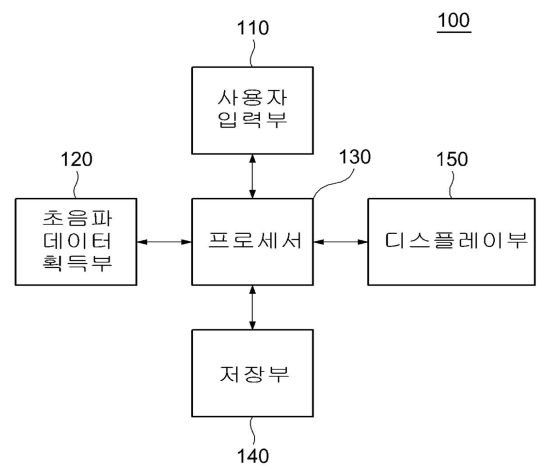 100
110
사용자
입력부
120
130
150
초음파
데이터
획득부
프로세서
디스플레이부
저장부
140